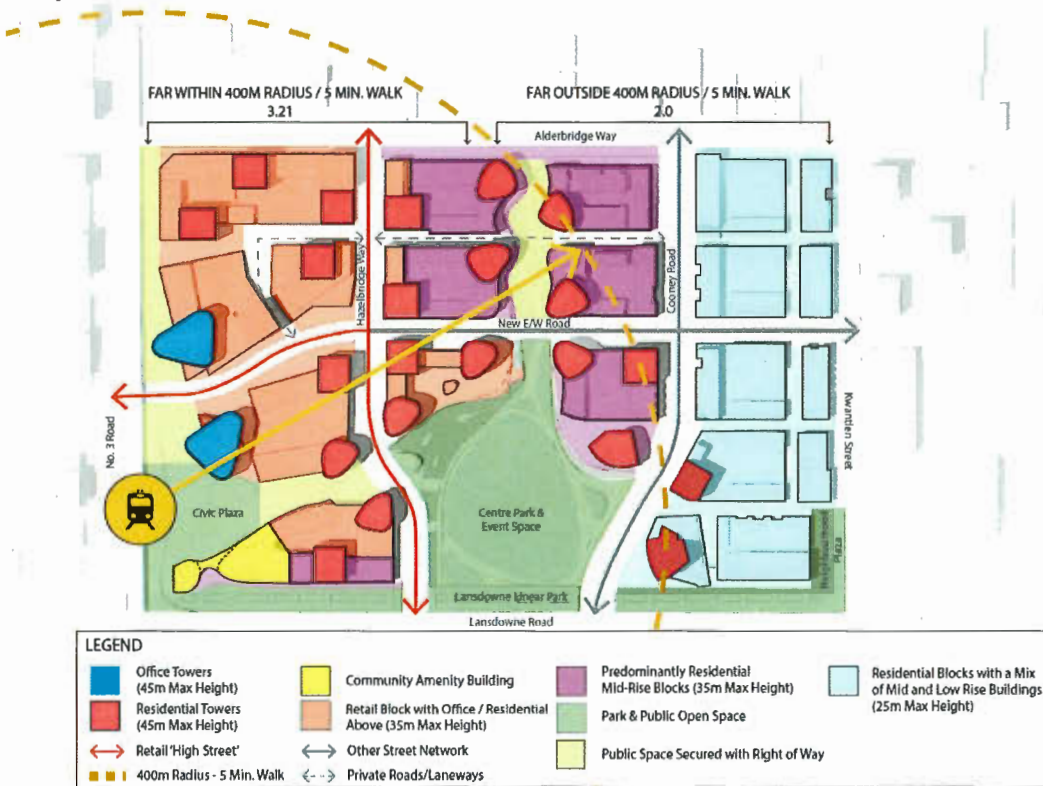 FAR WITHIN 400M RADIUS / 5 MIN. WALK
3.21
FAR OUTSIDE 400M RADIUS / 5 MIN. WALK
2.0
Alderbridge Way
Hazelbridge Way
Cooney Road
New E/W Road
No. 3 Road
Kwantlen Street
Civic Plaza
Centre Park &
Event Space
Neighbourhood
Plaza
Lansdowne Linear Park
Lansdowne Road
LEGEND
Office Towers
(45m Max Height)
Residential Towers
(45m Max Height)
Retail 'High Street'
400m Radius - 5 Min. Walk
Community Amenity Building
Retail Block with Office / Residential
Above (35m Max Height)
Other Street Network
Private Roads/Laneways
Predominantly Residential
Mid-Rise Blocks (35m Max Height)
Park & Public Open Space
Public Space Secured with Right of Way
Residential Blocks with a Mix
of Mid and Low Rise Buildings
(25m Max Height)